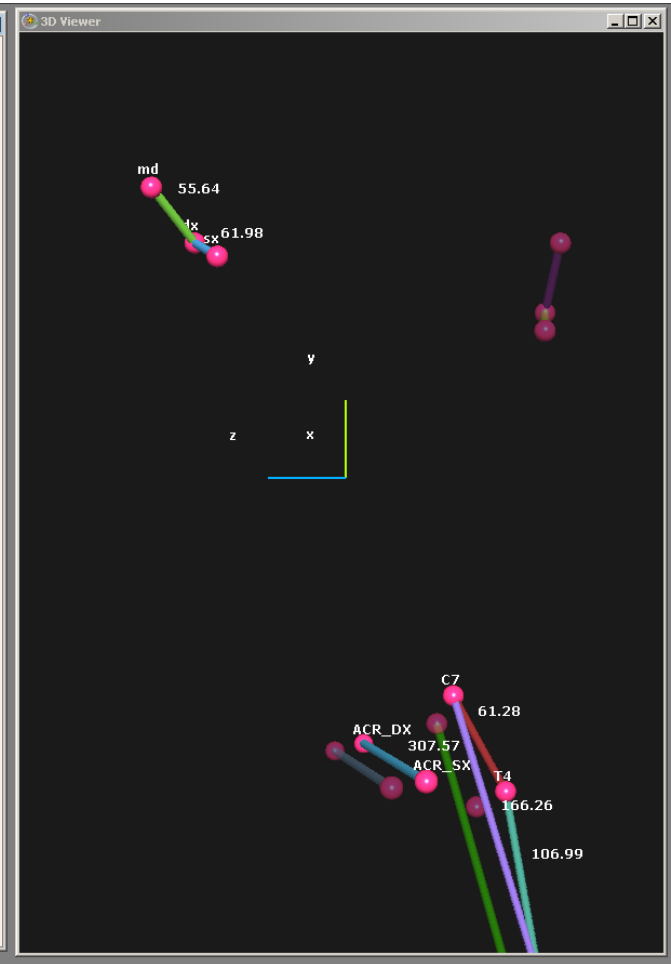 3D Viewer
md
55.64
dx
61.98
sx
y
z
x
C7
61.28
ACR_DX
307.57
ACR_SX
T4
166.26
106.99